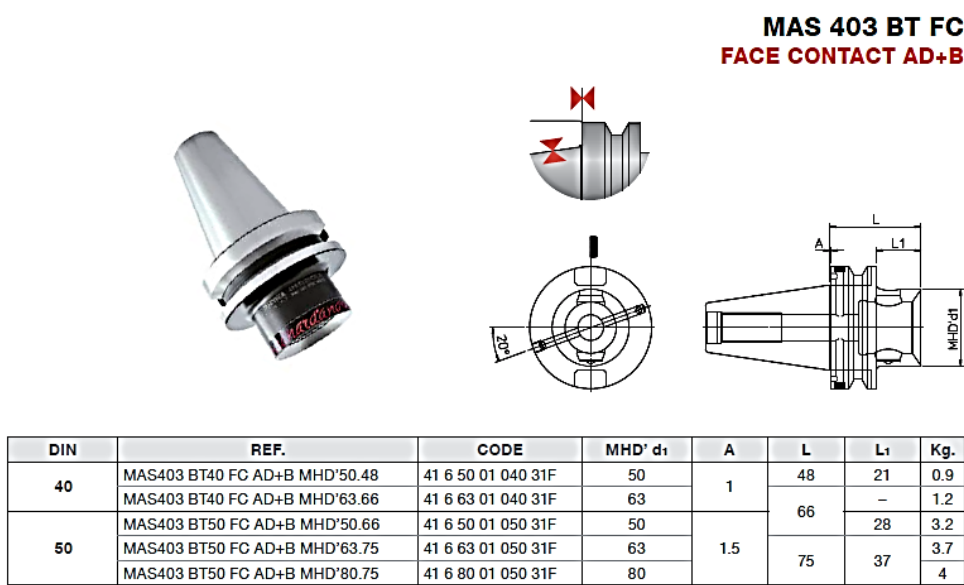 MAS 403 BT FC
FACE CONTACT AD+B
L
A
L1
20°
MHD'd1
DIN REF. CODE MHD' d1 A L L1 Kg.
40 MAS403 BT40 FC AD+B MHD'50.48 41 6 50 01 040 31F 50 1 48 21 0.9
MAS403 BT40 FC AD+B MHD'63.66 41 6 63 01 040 31F 63 66 – 1.2
50 MAS403 BT50 FC AD+B MHD'50.66 41 6 50 01 050 31F 50 1.5 28 3.2
MAS403 BT50 FC AD+B MHD'63.75 41 6 63 01 050 31F 63 75 37 3.7
MAS403 BT50 FC AD+B MHD'80.75 41 6 80 01 050 31F 80 4